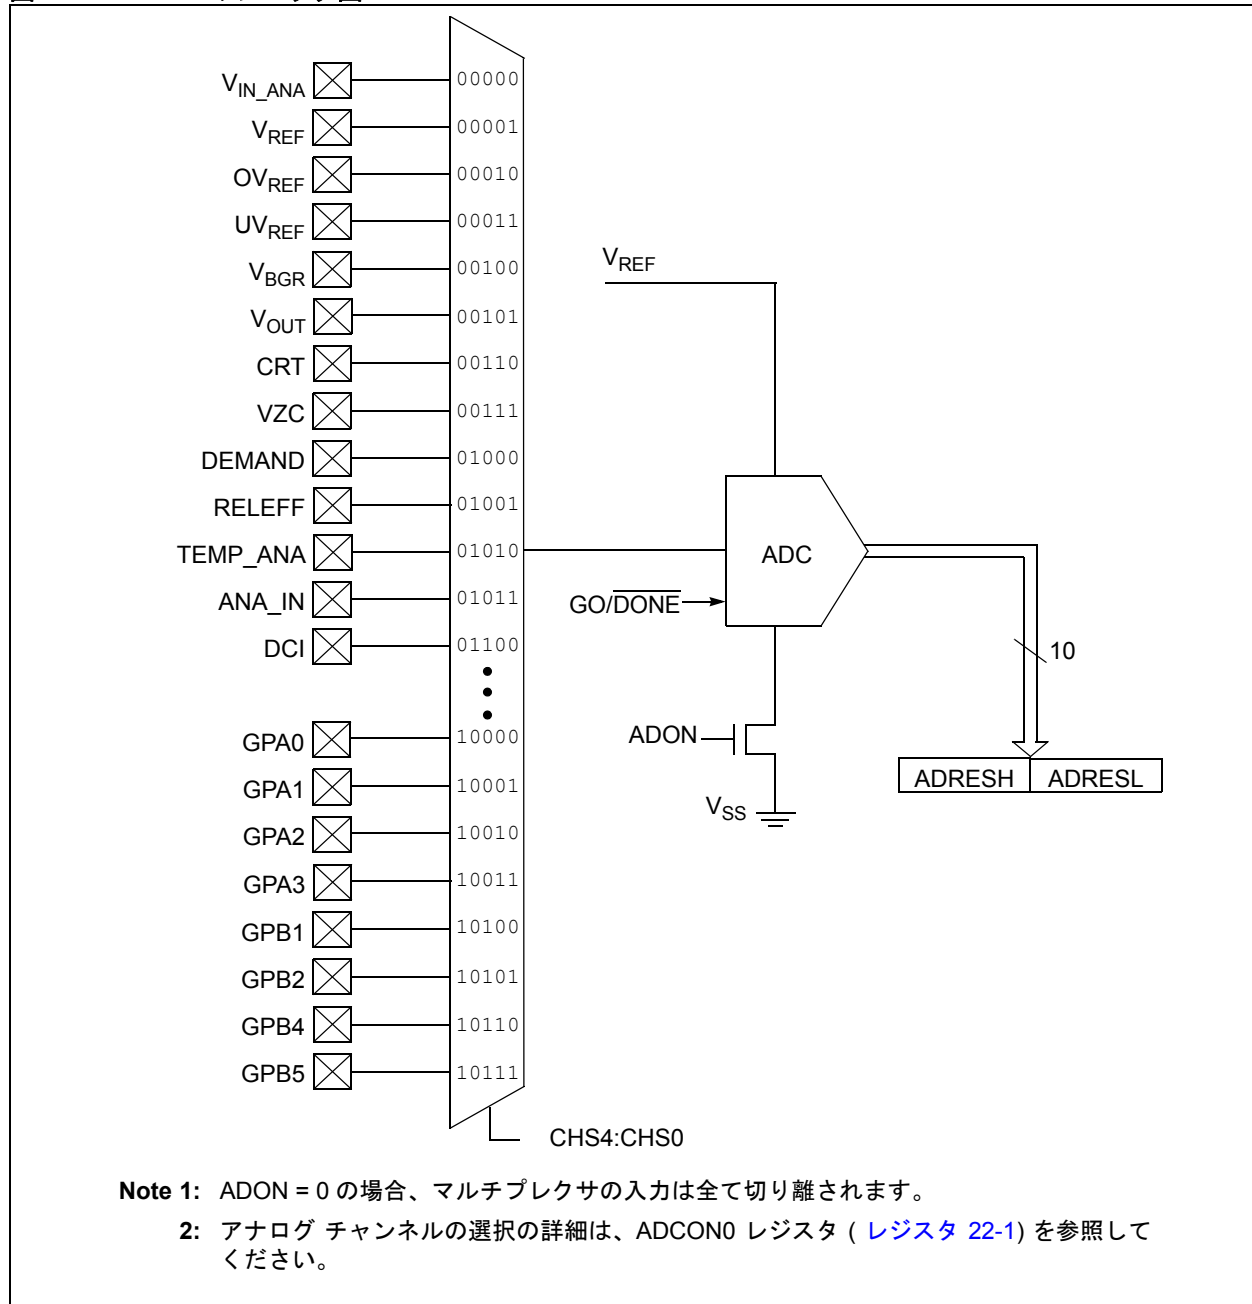 V_IN_ANA 00000
V_REF 00001
OV_REF 00010
UV_REF 00011
V_BGR 00100
V_REF
V_OUT 00101
CRT 00110
VZC 00111
DEMAND 01000
RELEFF 01001
TEMP_ANA 01010
ADC
ANA_IN 01011
GO/DONE
DCI 01100
10
GPA0 10000
ADON
GPA1 10001
ADRESH ADRESL
V_SS
GPA2 10010
GPA3 10011
GPB1 10100
GPB2 10101
GPB4 10110
GPB5 10111
CHS4:CHS0
Note 1: ADON = 0 の場合、マルチプレクサの入力は全て切り離されます。
2: アナログ チャンネルの選択の詳細は、ADCON0 レジスタ ( レジスタ 22-1) を参照して
ください。